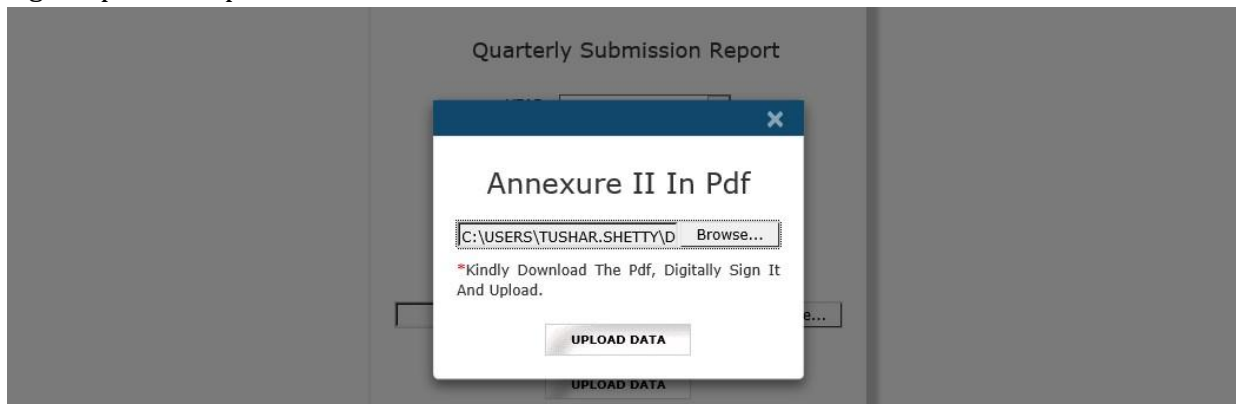 Quarterly Submission Report
Annexure II In Pdf
C:\USERS\TUSHAR.SHETTY\D Browse...
*Kindly Download The Pdf, Digitally Sign It
And Upload.
e...
UPLOAD DATA
UPLOAD DATA